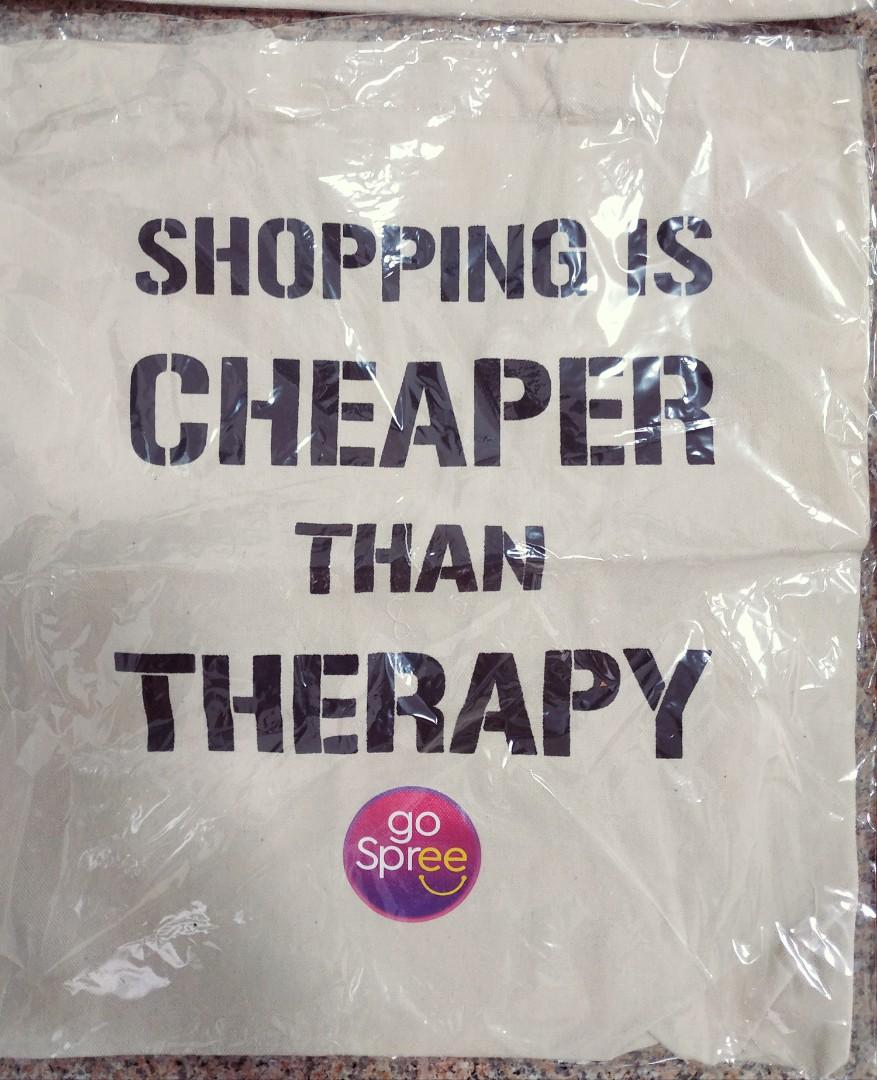 SHOPPING IS
CHEAPER
THAN
THERAPY
go
Spree